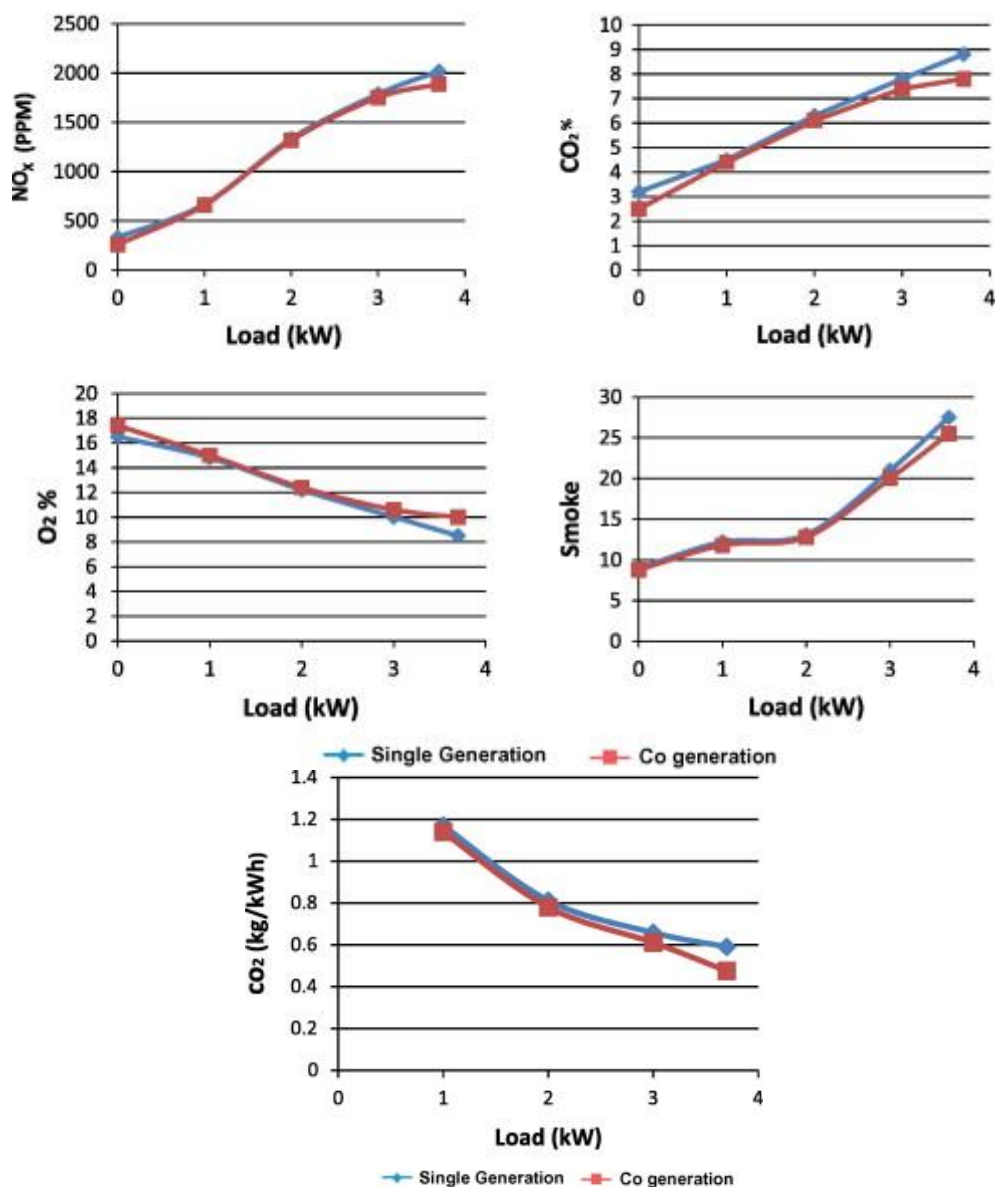 NOx (PPM)
2500
2000
1500
1000
500
0
0 1 2 3 4
Load (kW)
CO2 %
10
9
8
7
6
5
4
3
2
1
0
0 1 2 3 4
Load (kW)
O2 %
20
18
16
14
12
10
8
6
4
2
0
0 1 2 3 4
Load (kW)
Smoke
30
25
20
15
10
5
0
0 1 2 3 4
Load (kW)
Single Generation Co generation
CO2 (kg/kWh)
1.4
1.2
1
0.8
0.6
0.4
0.2
0
0 1 2 3 4
Load (kW)
Single Generation Co generation